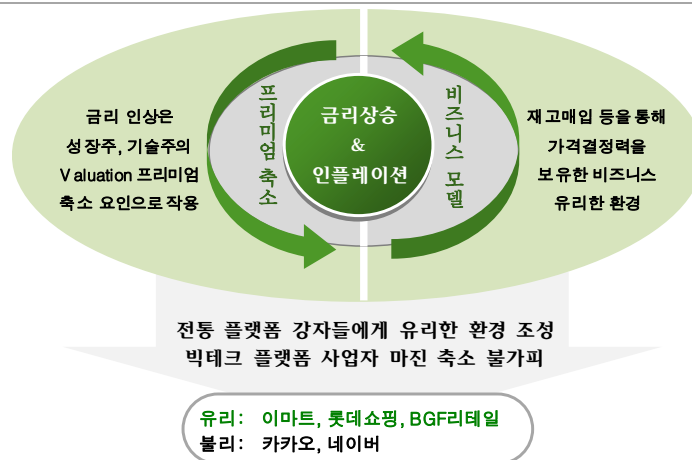 금리 인상은
성장주, 기술주의
Valuation 프리미엄
축소 요인으로 작용
프리미엄 축소
금리상승
&
인플레이션
비즈니스 모델
재고매입 등을 통해
가격결정력을
보유한 비즈니스
유리한 환경
전통 플랫폼 강자들에게 유리한 환경 조성
빅테크 플랫폼 사업자 마진 축소 불가피
유리: 이마트, 롯데쇼핑, BGF리테일
불리: 카카오, 네이버